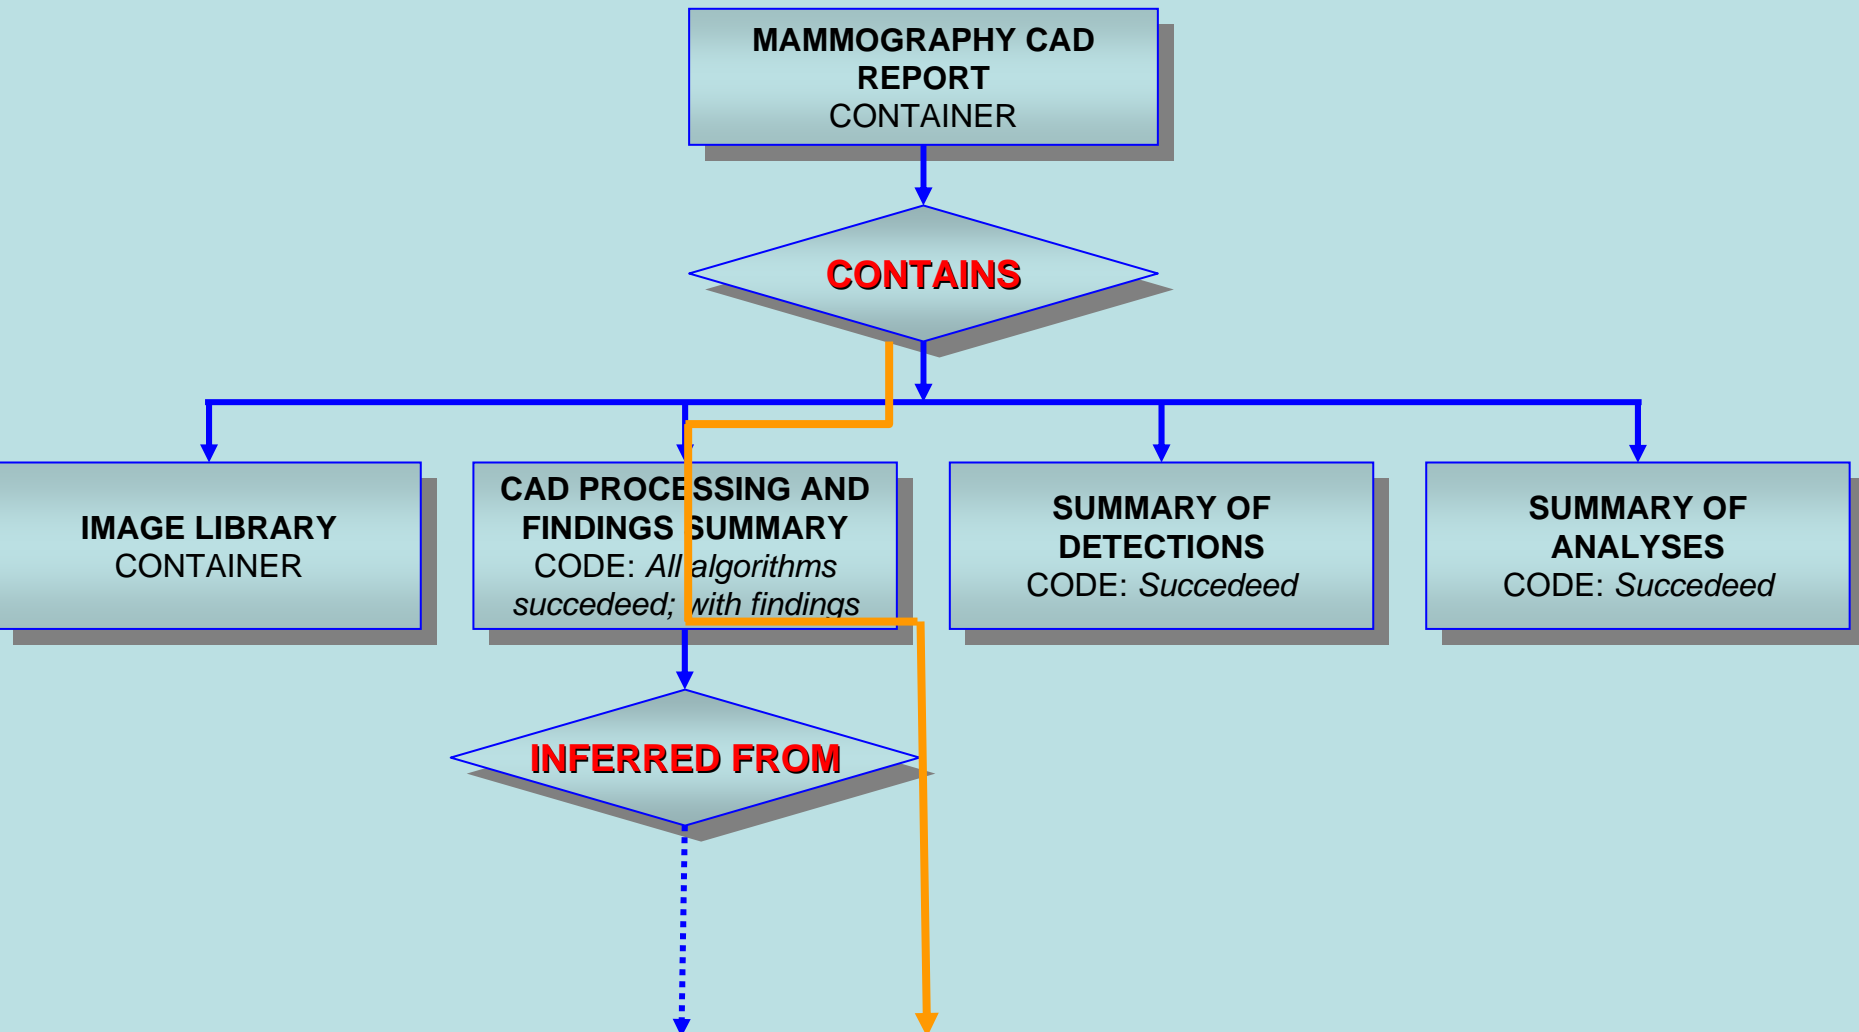 MAMMOGRAPHY CAD
REPORT
CONTAINER
CONTAINS
IMAGE LIBRARY
CONTAINER
CAD PROCESSING AND
FINDINGS SUMMARY
CODE: All algorithms
succedeed; with findings
SUMMARY OF
DETECTIONS
CODE: Succedeed
SUMMARY OF
ANALYSES
CODE: Succedeed
INFERRED FROM